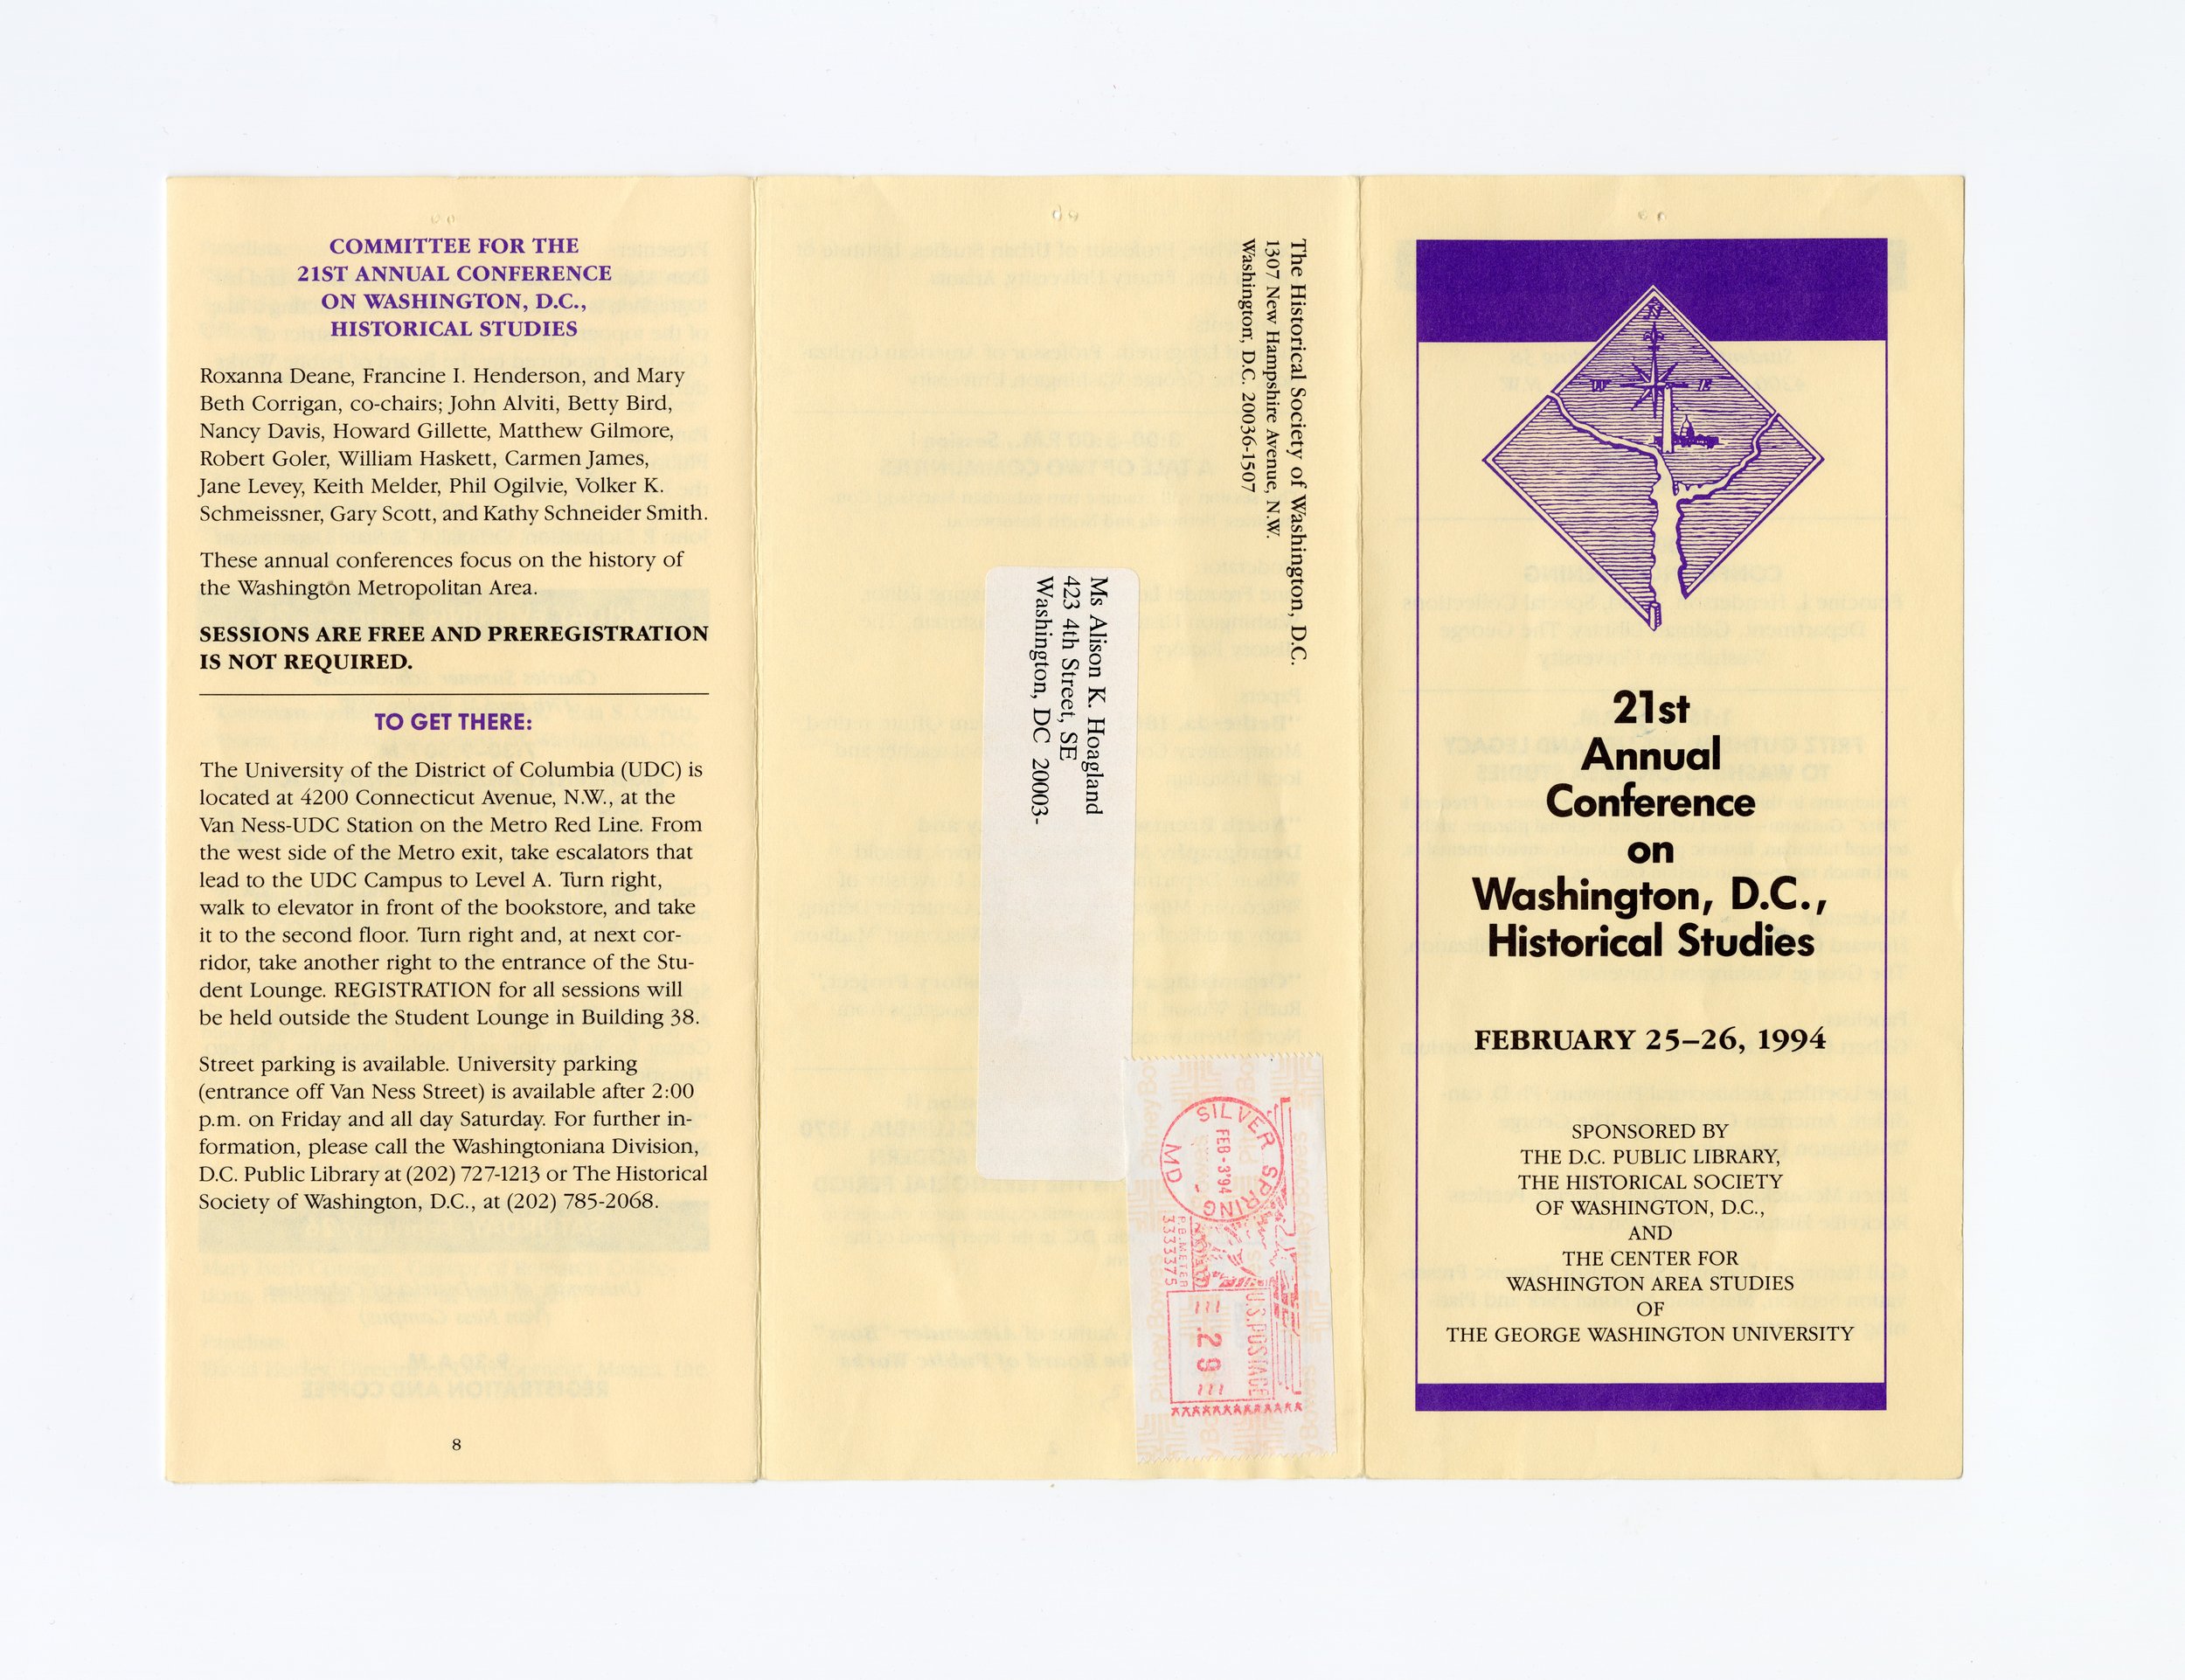 COMMITTEE FOR THE
21ST ANNUAL CONFERENCE
ON WASHINGTON, D.C.,
HISTORICAL STUDIES
Roxanna Deane, Francine I. Henderson, and Mary
Beth Corrigan, co-chairs; John Alviti, Betty Bird,
Nancy Davis, Howard Gillette, Matthew Gilmore,
Robert Goler, William Haskett, Carmen James,
Jane Levey, Keith Melder, Phil Ogilvie, Volker K.
Schmeissner, Gary Scott, and Kathy Schneider Smith.
These annual conferences focus on the history of
the Washington Metropolitan Area.
SESSIONS ARE FREE AND PREREGISTRATION
IS NOT REQUIRED.
TO GET THERE:
The University of the District of Columbia (UDC) is
located at 4200 Connecticut Avenue, N.W., at the
Van Ness-UDC Station on the Metro Red Line. From
the west side of the Metro exit, take escalators that
lead to the UDC Campus to Level A. Turn right,
walk to elevator in front of the bookstore, and take
it to the second floor. Turn right and, at next cor-
ridor, take another right to the entrance of the Stu-
dent Lounge. REGISTRATION for all sessions will
be held outside the Student Lounge in Building 38.
Street parking is available. University parking
(entrance off Van Ness Street) is available after 2:00
p.m. on Friday and all day Saturday. For further in-
formation, please call the Washingtoniana Division,
D.C. Public Library at (202) 727-1213 or The Historical
Society of Washington, D.C., at (202) 785-2068.
8
The Historical Society of Washington, D.C.
1307 New Hampshire Avenue, N.W.
Washington, D.C. 20036-1507
Ms Alison K. Hoagland
423 4th Street, SE
Washington, DC 20003-
SILVER SPRING
FEB-3'94
MD
P.B. METER
3333375
U.S. POSTAGE
.29
Pitney Bowes
N
W E
21st
Annual
Conference
on
Washington, D.C.,
Historical Studies
FEBRUARY 25–26, 1994
SPONSORED BY
THE D.C. PUBLIC LIBRARY,
THE HISTORICAL SOCIETY
OF WASHINGTON, D.C.,
AND
THE CENTER FOR
WASHINGTON AREA STUDIES
OF
THE GEORGE WASHINGTON UNIVERSITY